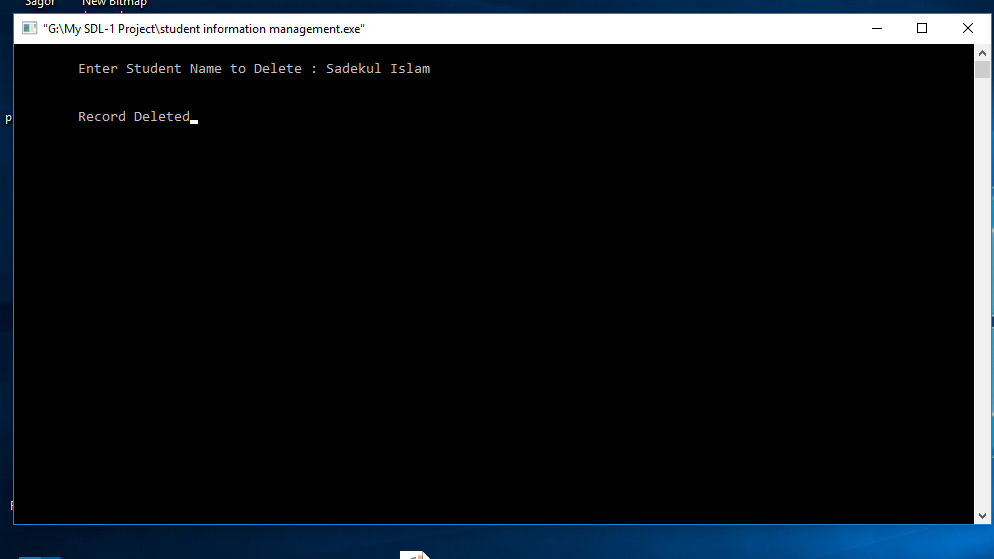 Sagor New Bitmap
"G:\My SDL-1 Project\student information management.exe"
Enter Student Name to Delete : Sadekul Islam
Record Deleted